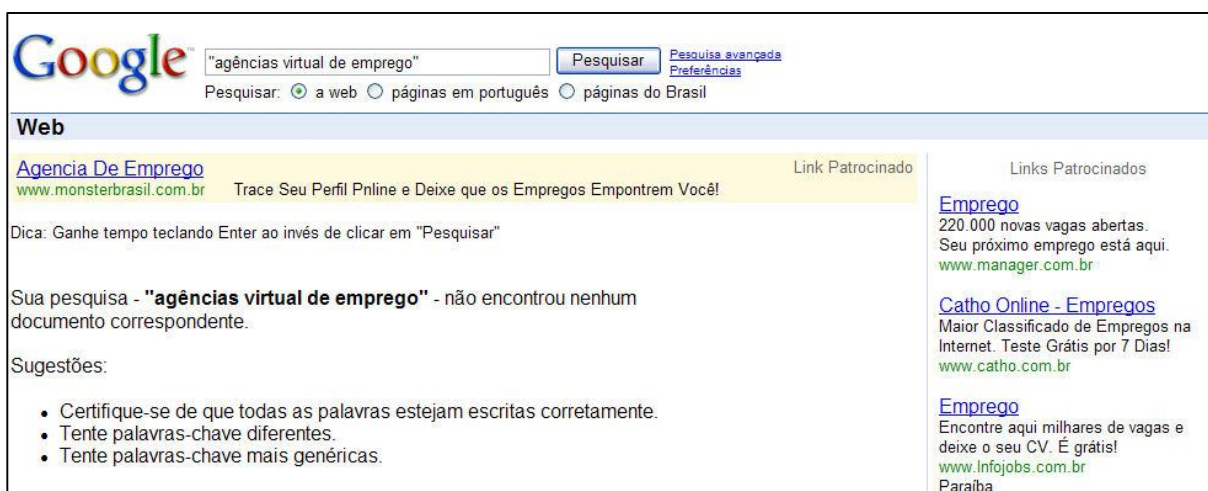 Google™
"agências virtual de emprego"
Pesquisar
Pesquisa avançada
Preferências
Pesquisar: a web páginas em português páginas do Brasil
Web
Agencia De Emprego
Link Patrocinado
www.monsterbrasil.com.br Trace Seu Perfil Pnline e Deixe que os Empregos Empontrem Você!
Dica: Ganhe tempo teclando Enter ao invés de clicar em "Pesquisar"
Sua pesquisa - "agências virtual de emprego" - não encontrou nenhum
documento correspondente.
Sugestões:
Certifique-se de que todas as palavras estejam escritas corretamente.
Tente palavras-chave diferentes.
Tente palavras-chave mais genéricas.
Links Patrocinados
Emprego
220.000 novas vagas abertas.
Seu próximo emprego está aqui.
www.manager.com.br
Catho Online - Empregos
Maior Classificado de Empregos na
Internet. Teste Grátis por 7 Dias!
www.catho.com.br
Emprego
Encontre aqui milhares de vagas e
deixe o seu CV. É grátis!
www.Infojobs.com.br
Paraíba